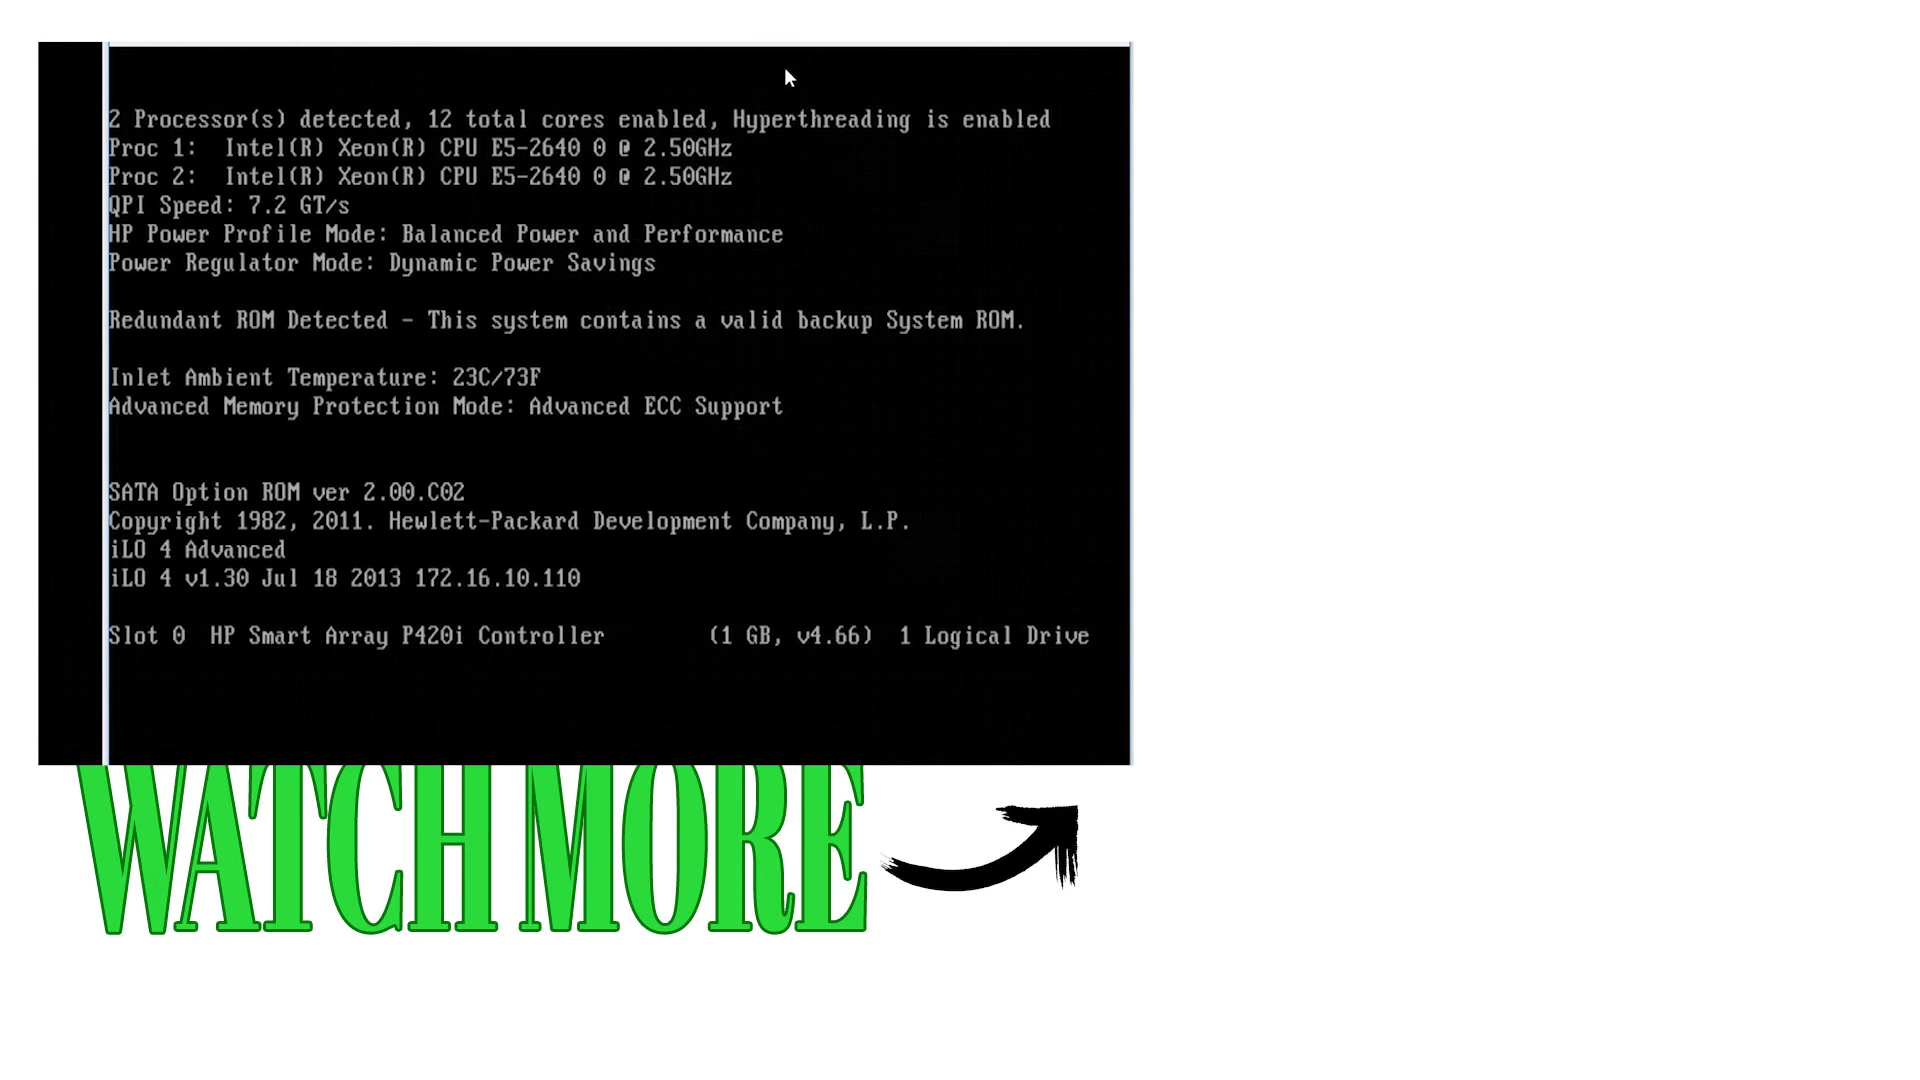 2 Processor(s) detected, 12 total cores enabled, Hyperthreading is enabled
Proc 1:  Intel(R) Xeon(R) CPU E5-2640 0 @ 2.50GHz
Proc 2:  Intel(R) Xeon(R) CPU E5-2640 0 @ 2.50GHz
QPI Speed: 7.2 GT/s
HP Power Profile Mode: Balanced Power and Performance
Power Regulator Mode: Dynamic Power Savings
Redundant ROM Detected - This system contains a valid backup System ROM.
Inlet Ambient Temperature: 23C/73F
Advanced Memory Protection Mode: Advanced ECC Support
SATA Option ROM ver 2.00.C02
Copyright 1982, 2011. Hewlett-Packard Development Company, L.P.
iLO 4 Advanced
iLO 4 v1.30 Jul 18 2013 172.16.10.110
Slot 0  HP Smart Array P420i Controller        (1 GB, v4.66)  1 Logical Drive
WATCH MORE